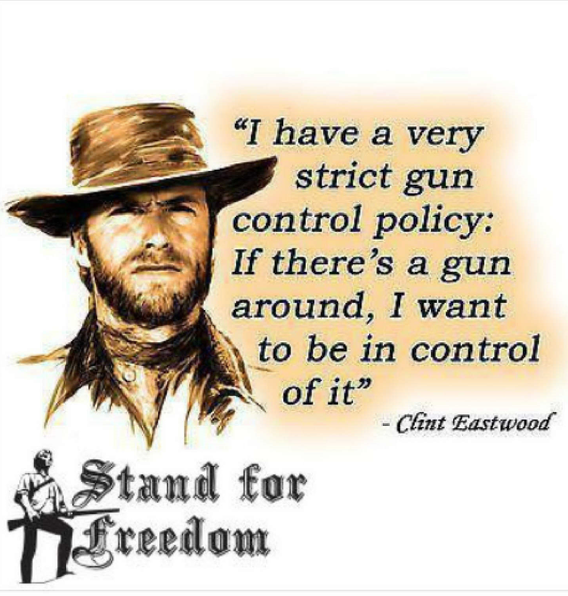 “I have a very
strict gun
control policy:
If there’s a gun
around, I want
to be in control
of it”
- Clint Eastwood
Stand for
Freedom